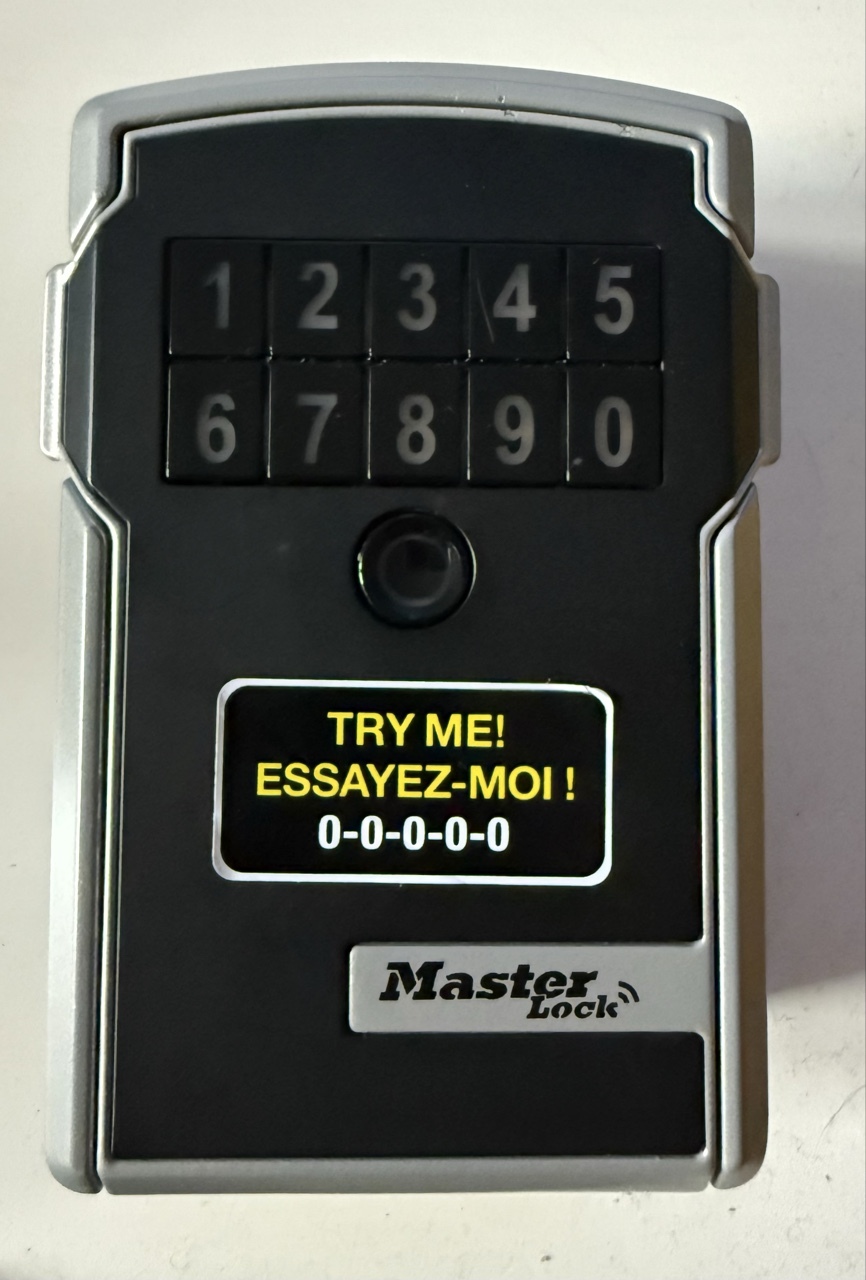 1 2 3 4 5
6 7 8 9 0
TRY ME!
ESSAYEZ-MOI !
0-0-0-0-0
Master
Lock